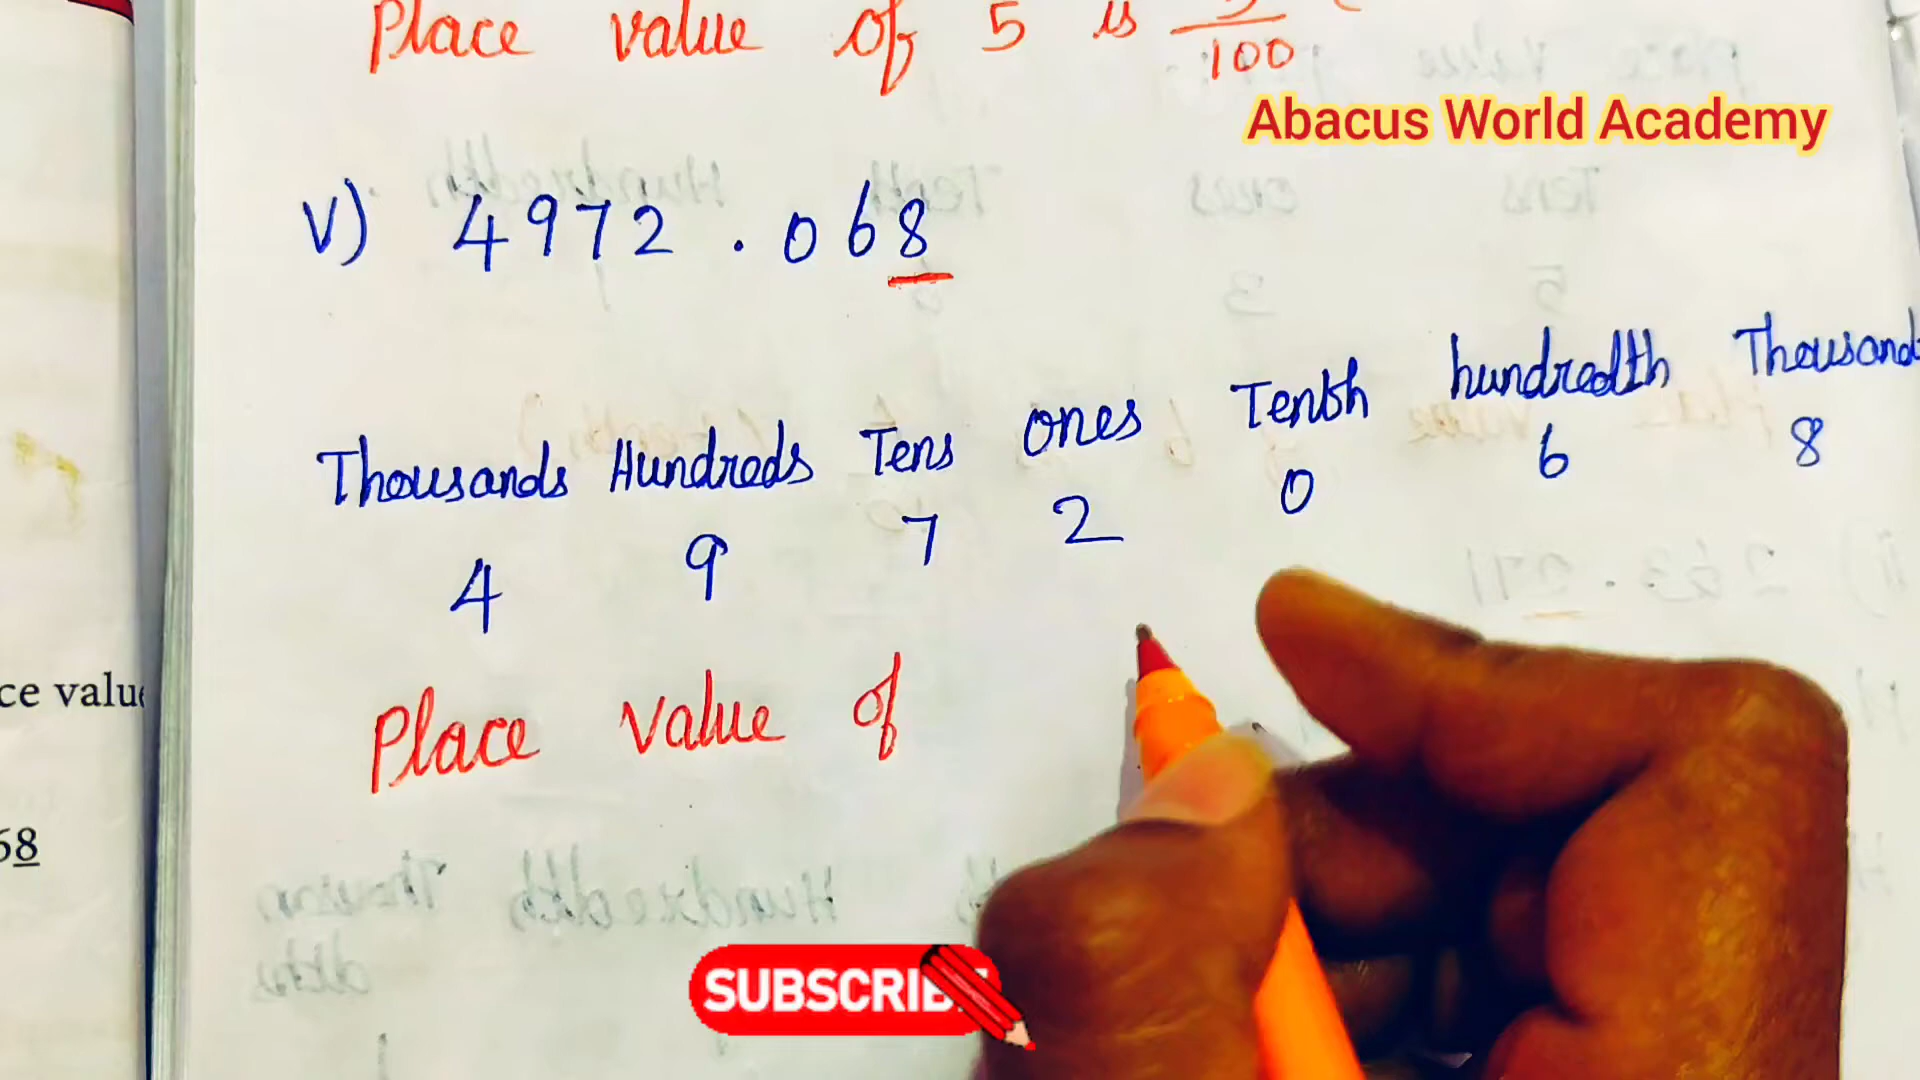 Place value of 5 is 5/100
Abacus World Academy
V) 4972.068
Thousands Hundreds Tens ones Tenth hundredth Thousand
4 9 7 2 0 6 8
Place value of
ce value
68
SUBSCRIB